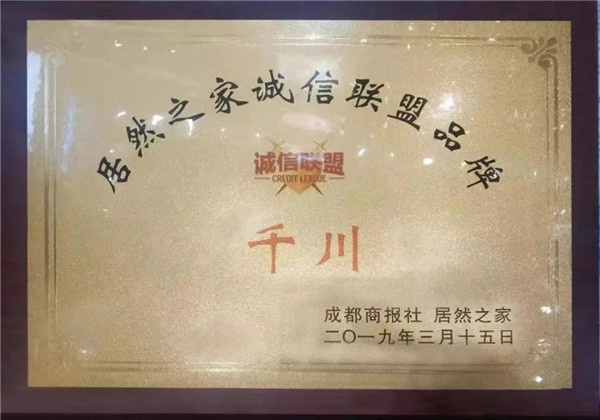 居然之家诚信联盟品牌
诚信联盟
CREDIT LEAGUE
千川
成都商报社 居然之家
二〇一九年三月十五日